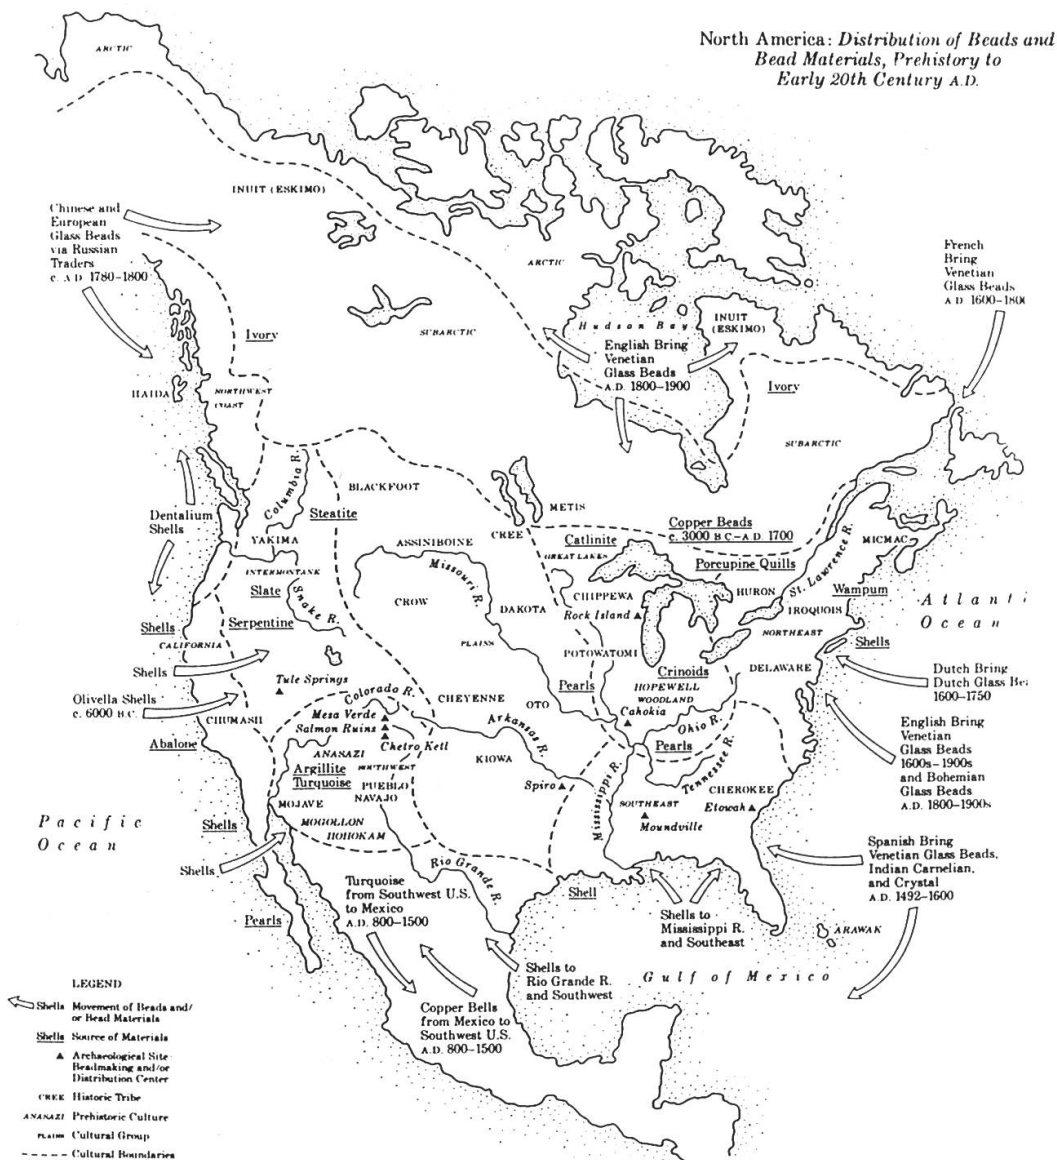 North America: Distribution of Beads and
Bead Materials, Prehistory to
Early 20th Century A.D.
ARCTIC
INUIT (ESKIMO)
Chinese and
European
Glass Beads
via Russian
Traders
c. A.D. 1780–1800
ARCTIC
French
Bring
Venetian
Glass Beads
A.D. 1600–180
Hudson Bay
INUIT
(ESKIMO)
SUBARCTIC
English Bring
Venetian
Glass Beads
A.D. 1800–1900
Ivory
Ivory
HAIDA
NORTHWEST
COAST
SUBARCTIC
Columbia R.
BLACKFOOT
Dentalium
Shells
Steatite
METIS
CREE
Copper Beads
c. 3000 B.C.–A.D. 1700
Catlinite
GREAT LAKES
YAKIMA
ASSINIBOINE
MICMAC
Porcupine Quills
St. Lawrence R.
INTERMONTANE
Missouri R.
Slate
Snake R.
CROW
CHIPPEWA
HURON
Wampum
Rock Island
DAKOTA
IROQUOIS
Atlanti
Ocean
Serpentine
Shells
CALIFORNIA
PLAINS
NORTHEAST
Shells
POTOWATOMI
Shells
Crinoids
DELAWARE
Dutch Bring
Dutch Glass Be
1600–1750
Tule Springs
Pearls
HOPEWELL
WOODLAND
Olivella Shells
c. 6000 B.C.
Colorado R.
CHEYENNE
OTO
Cahokia
CHUMASH
Mesa Verde
Salmon Ruins
Chetro Ketl
Arkansas R.
Ohio R.
English Bring
Venetian
Glass Beads
1600s–1900s
and Bohemian
Glass Beads
A.D. 1800–1900s
Abalone
ANASAZI
SOUTHWEST
KIOWA
Pearls
Tennessee R.
Argillite
Turquoise
PUEBLO
NAVAJO
Spiro
Mississippi R.
CHEROKEE
MOJAVE
SOUTHEAST
Etowah
Pacific
Ocean
Shells
MOGOLLON
HOHOKAM
Moundville
Shells
Rio Grande R.
Spanish Bring
Venetian Glass Beads,
Indian Carnelian,
and Crystal
A.D. 1492–1600
Turquoise
from Southwest U.S.
to Mexico
A.D. 800–1500
Shell
Pearls
Shells to
Mississippi R.
and Southeast
ARAWAK
Shells to
Rio Grande R.
and Southwest
Gulf of Mexico
Copper Bells
from Mexico to
Southwest U.S.
A.D. 800–1500
LEGEND
Shells Movement of Beads and/
or Bead Materials
Shells Source of Materials
Archaeological Site
Beadmaking and/or
Distribution Center
CREE Historic Tribe
ANASAZI Prehistoric Culture
PLAINS Cultural Group
Cultural Boundaries